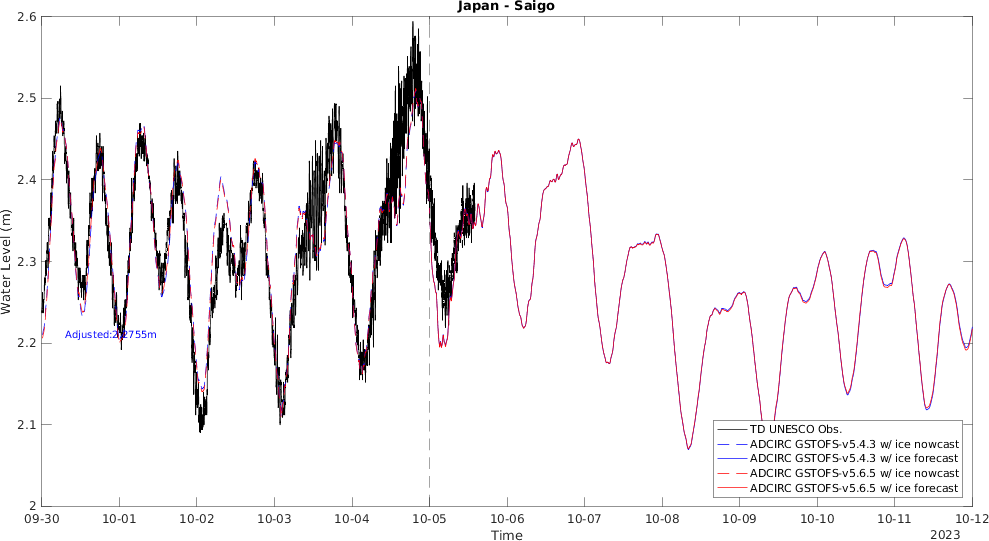 Japan - Saigo
2.6
2.5
2.4
2.3
2.2
2.1
2
Water Level (m)
Adjusted:2.2755m
TD UNESCO Obs.
ADCIRC GSTOFS-v5.4.3 w/ ice nowcast
ADCIRC GSTOFS-v5.4.3 w/ ice forecast
ADCIRC GSTOFS-v5.6.5 w/ ice nowcast
ADCIRC GSTOFS-v5.6.5 w/ ice forecast
09-30 10-01 10-02 10-03 10-04 10-05 10-06 10-07 10-08 10-09 10-10 10-11 10-12
Time
2023